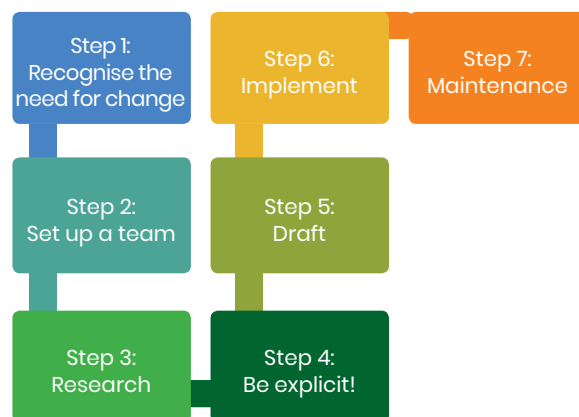 Step 1:
Recognise the
need for change
Step 2:
Set up a team
Step 3:
Research
Step 4:
Be explicit!
Step 5:
Draft
Step 6:
Implement
Step 7:
Maintenance